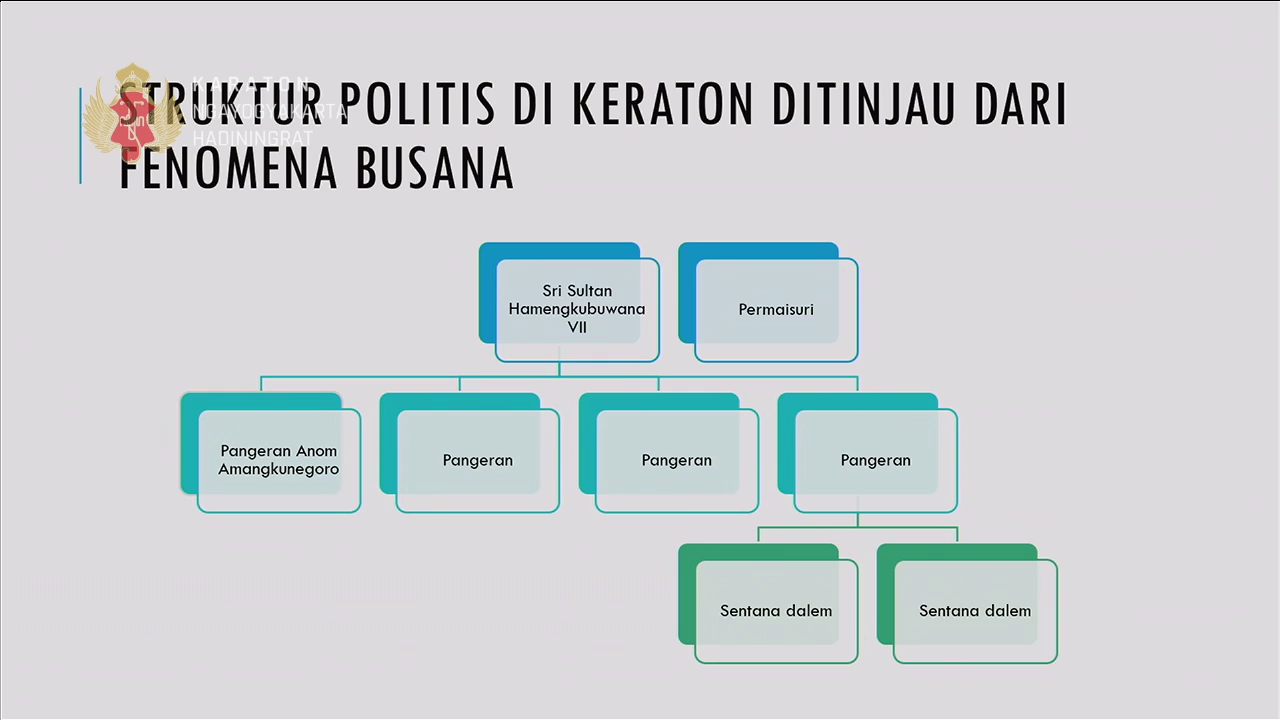 KARATON
NGAYOGYAKARTA
HADININGRAT
STRUKTUR POLITIS DI KERATON DITINJAU DARI
FENOMENA BUSANA
Sri Sultan
Hamengkubuwana
VII
Permaisuri
Pangeran Anom
Amangkunegoro
Pangeran
Pangeran
Pangeran
Sentana dalem
Sentana dalem